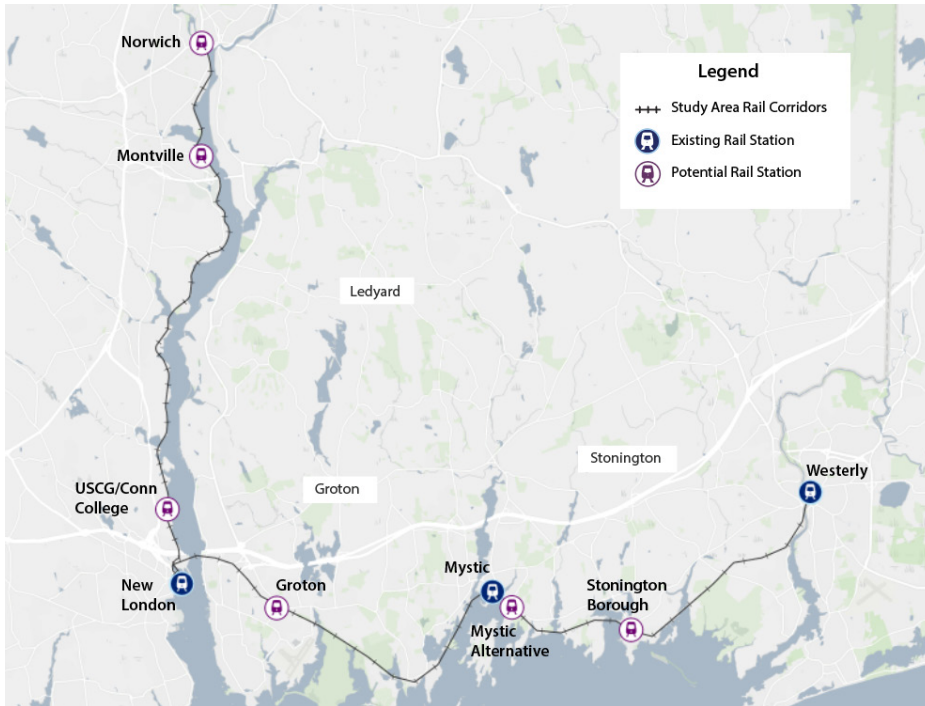 Norwich
Legend
Study Area Rail Corridors
Existing Rail Station
Montville
Potential Rail Station
Ledyard
Stonington
Westerly
Groton
USCG/Conn
College
Mystic
New
London
Groton
Stonington
Borough
Mystic
Alternative